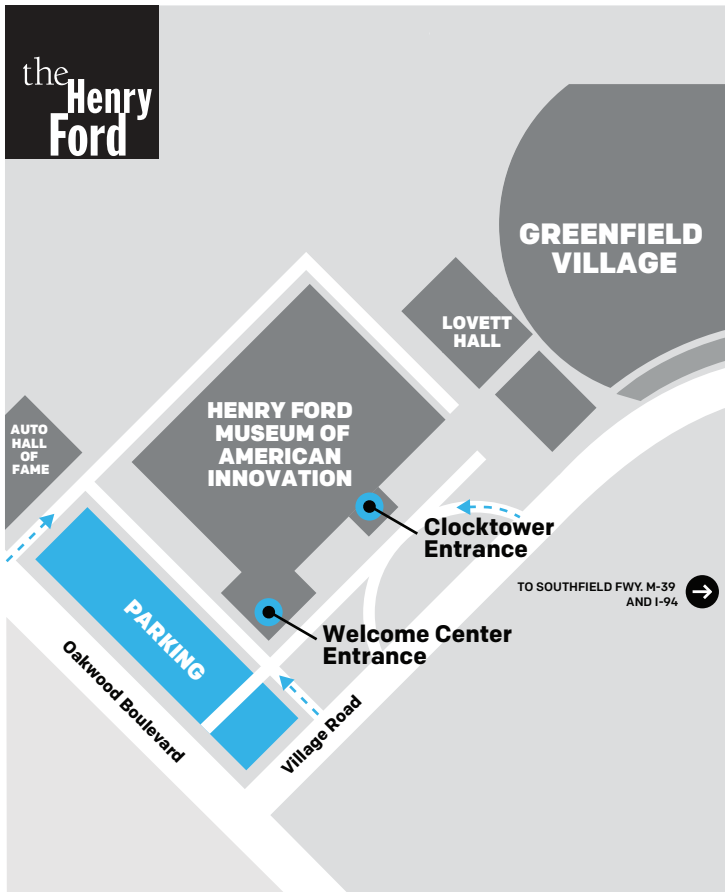 the
Henry
Ford
GREENFIELD
VILLAGE
LOVETT
HALL
HENRY FORD
MUSEUM OF
AMERICAN
INNOVATION
AUTO
HALL
OF
FAME
Clocktower
Entrance
TO SOUTHFIELD FWY. M-39
AND I-94
Welcome Center
Entrance
PARKING
Oakwood Boulevard
Village Road